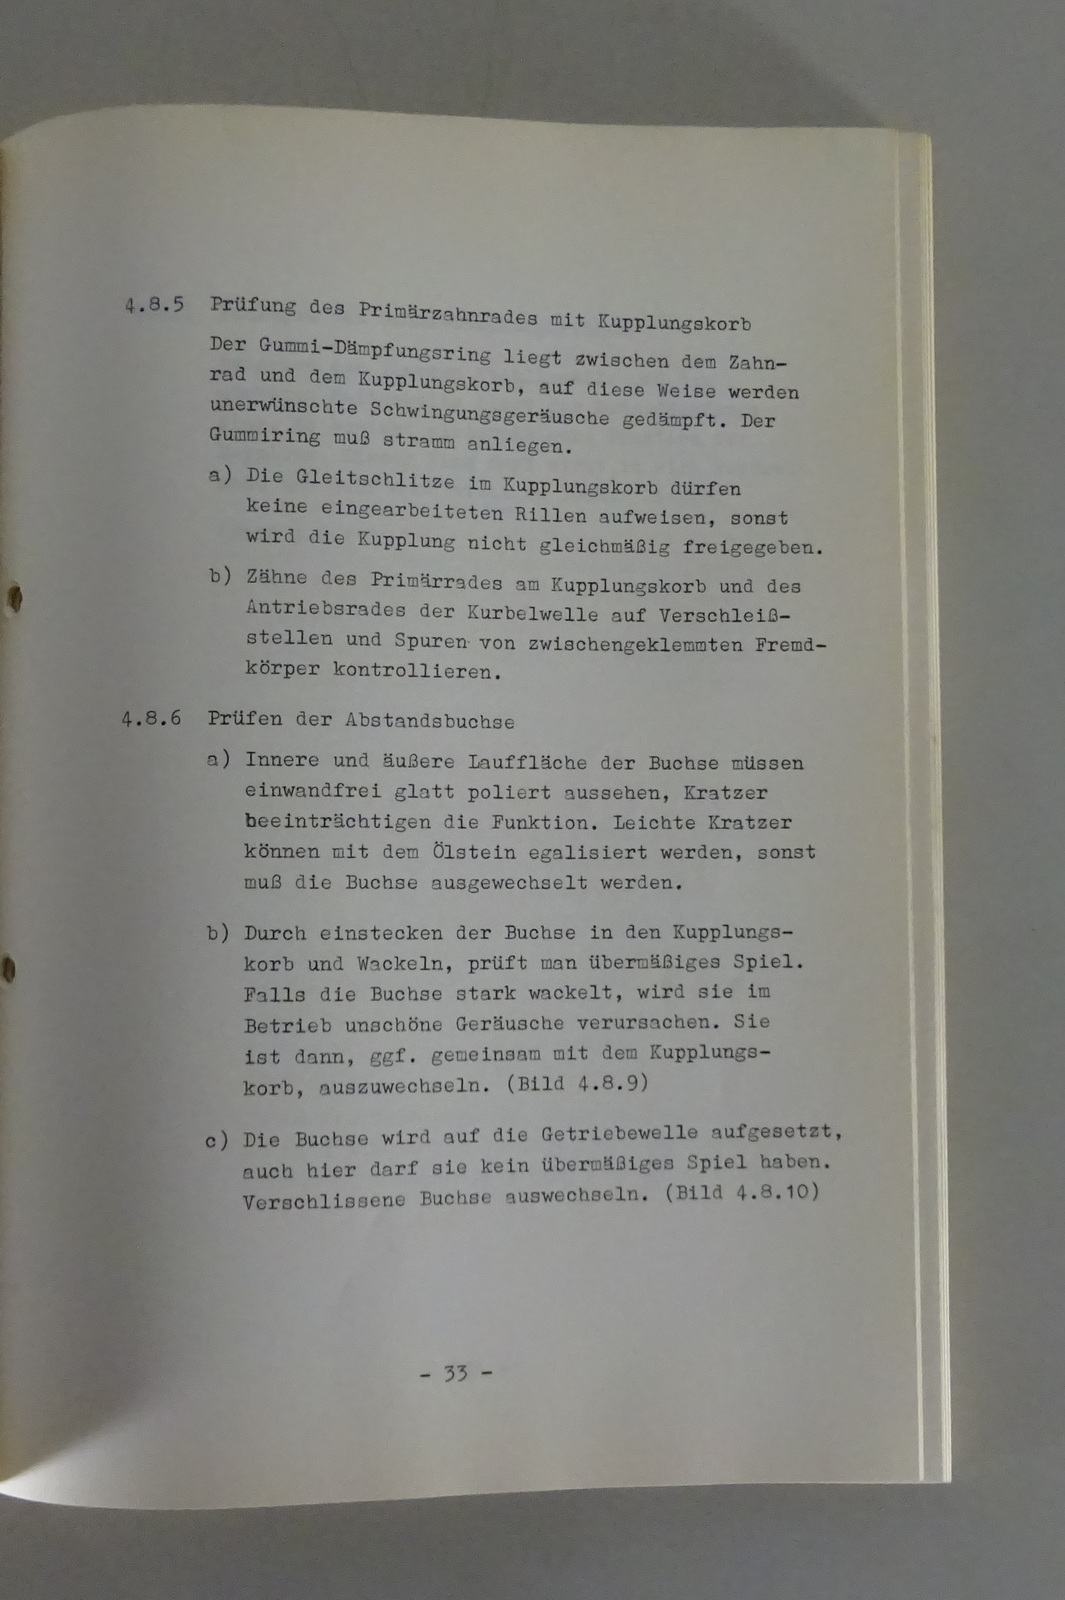 4.8.5 Prüfung des Primärzahnrades mit Kupplungskorb
Der Gummi-Dämpfungsring liegt zwischen dem Zahn-
rad und dem Kupplungskorb, auf diese Weise werden
unerwünschte Schwingungsgeräusche gedämpft. Der
Gummiring muß stramm anliegen.
a) Die Gleitschlitze im Kupplungskorb dürfen
keine eingearbeiteten Rillen aufweisen, sonst
wird die Kupplung nicht gleichmäßig freigegeben.
b) Zähne des Primärrades am Kupplungskorb und des
Antriebsrades der Kurbelwelle auf Verschleiß-
stellen und Spuren von zwischengeklemmten Fremd-
körper kontrollieren.
4.8.6 Prüfen der Abstandsbuchse
a) Innere und äußere Lauffläche der Buchse müssen
einwandfrei glatt poliert aussehen, Kratzer
beeinträchtigen die Funktion. Leichte Kratzer
können mit dem Ölstein egalisiert werden, sonst
muß die Buchse ausgewechselt werden.
b) Durch einstecken der Buchse in den Kupplungs-
korb und Wackeln, prüft man übermäßiges Spiel.
Falls die Buchse stark wackelt, wird sie im
Betrieb unschöne Geräusche verursachen. Sie
ist dann, ggf. gemeinsam mit dem Kupplungs-
korb, auszuwechseln. (Bild 4.8.9)
c) Die Buchse wird auf die Getriebewelle aufgesetzt,
auch hier darf sie kein übermäßiges Spiel haben.
Verschlissene Buchse auswechseln. (Bild 4.8.10)
- 33 -